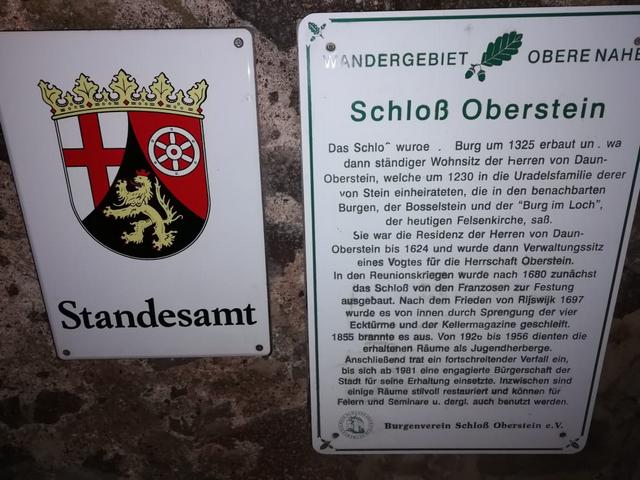 Standesamt
WANDERGEBIET OBERE NAHE
Schloß Oberstein
Das Schloß wurde Burg um 1325 erbaut un. wa
dann ständiger Wohnsitz der Herren von Daun-
Oberstein, welche um 1230 in die Uradelsfamilie derer
von Stein einheirateten, die in den benachbarten
Burgen, der Bosselstein und der "Burg im Loch",
der heutigen Felsenkirche, saß.
Sie war die Residenz der Herren von Daun-
Oberstein bis 1624 und wurde dann Verwaltungssitz
eines Vogtes für die Herrschaft Oberstein.
In den Reunionskriegen wurde nach 1680 zunächst
das Schloß von den Franzosen zur Festung
ausgebaut. Nach dem Frieden von Rijswijk 1697
wurde es von innen durch Sprengung der vier
Ecktürme und der Kellermagazine geschleift.
1855 brannte es aus. Von 1926 bis 1956 dienten die
erhaltenen Räume als Jugendherberge.
Anschließend trat ein fortschreitender Verfall ein,
bis sich ab 1981 eine engagierte Bürgerschaft der
Stadt für seine Erhaltung einsetzte. Inzwischen sind
einige Räume stilvoll restauriert und können für
Feiern und Seminare u. dergl. auch benutzt werden.
Burgenverein Schloß Oberstein e.V.